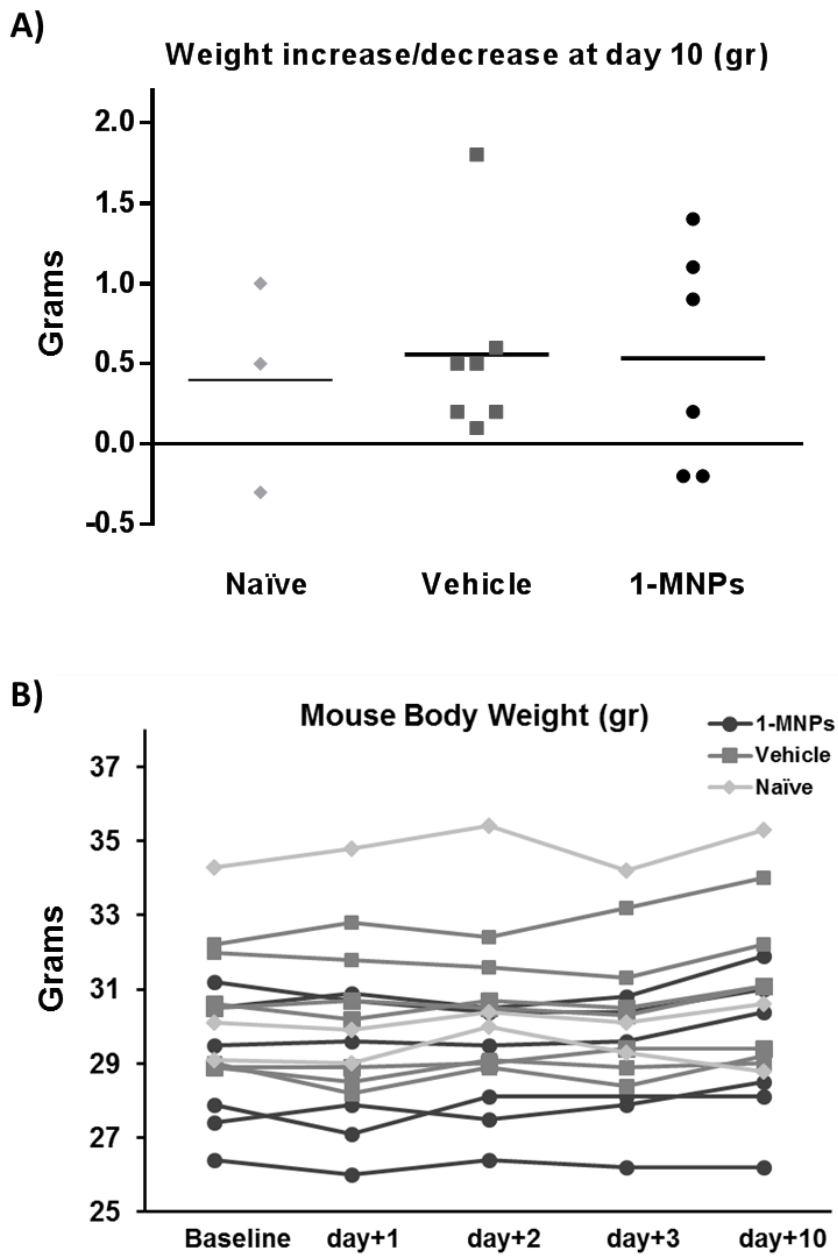 A)
Weight increase/decrease at day 10 (gr)
2.0
1.5
1.0
0.5
0.0
-0.5
Grams
Naïve
Vehicle
1-MNPs
B)
Mouse Body Weight (gr)
1-MNPs
Vehicle
Naïve
37
35
33
31
29
27
25
Grams
Baseline
day+1
day+2
day+3
day+10